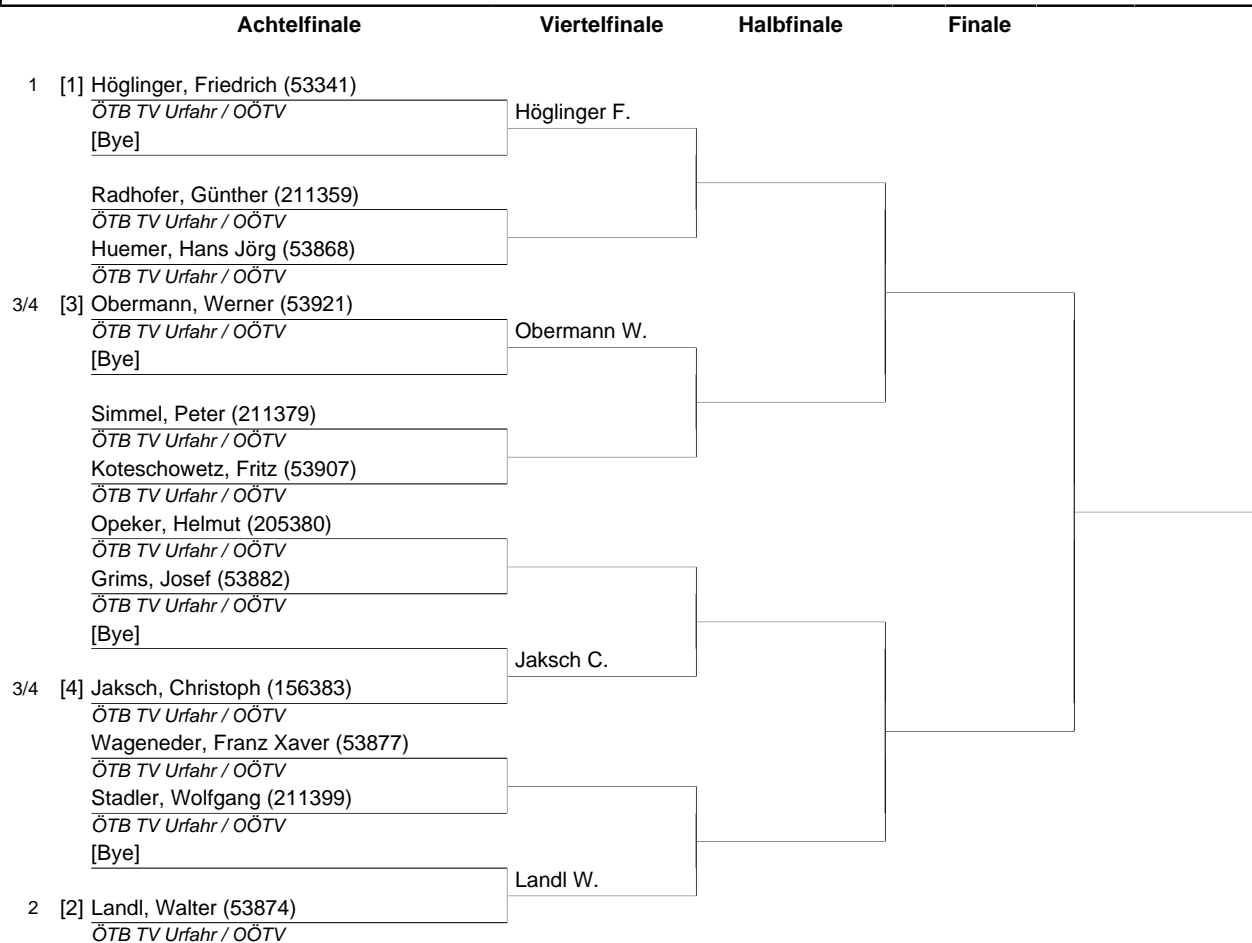 Achtelfinale Viertelfinale Halbfinale Finale
1 [1] Höglinger, Friedrich (53341)
ÖTB TV Urfahr / OÖTV Höglinger F.
[Bye]
Radhofer, Günther (211359)
ÖTB TV Urfahr / OÖTV
Huemer, Hans Jörg (53868)
ÖTB TV Urfahr / OÖTV
3/4 [3] Obermann, Werner (53921)
ÖTB TV Urfahr / OÖTV Obermann W.
[Bye]
Simmel, Peter (211379)
ÖTB TV Urfahr / OÖTV
Koteschowetz, Fritz (53907)
ÖTB TV Urfahr / OÖTV
Opeker, Helmut (205380)
ÖTB TV Urfahr / OÖTV
Grims, Josef (53882)
ÖTB TV Urfahr / OÖTV
[Bye]
Jaksch C.
3/4 [4] Jaksch, Christoph (156383)
ÖTB TV Urfahr / OÖTV
Wageneder, Franz Xaver (53877)
ÖTB TV Urfahr / OÖTV
Stadler, Wolfgang (211399)
ÖTB TV Urfahr / OÖTV
[Bye]
Landl W.
2 [2] Landl, Walter (53874)
ÖTB TV Urfahr / OÖTV